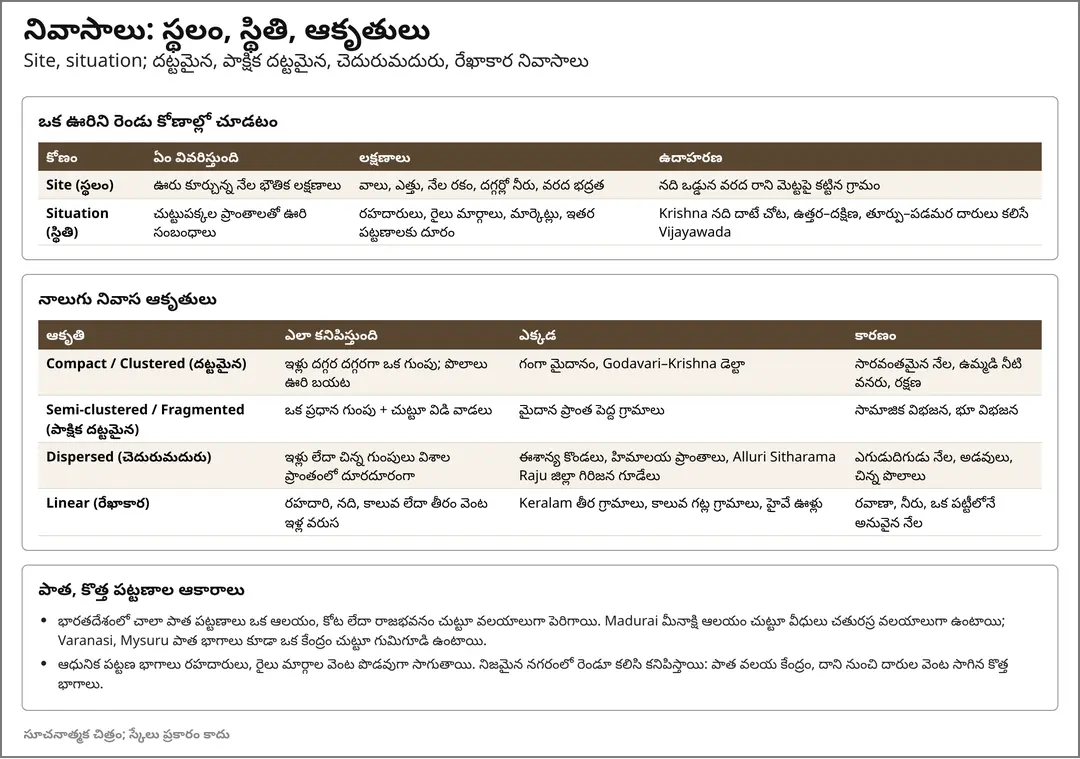 నివాసాలు: స్థలం, స్థితి, ఆకృతులు
Site, situation; దట్టమైన, పాక్షిక దట్టమైన, చెదురుమదురు, రేఖాకార నివాసాలు
ఒక ఊరిని రెండు కోణాల్లో చూడటం
కోణం ఏం వివరిస్తుంది లక్షణాలు ఉదాహరణ
Site (స్థలం) ఊరు కూర్చున్న నేల భౌతిక లక్షణాలు వాలు, ఎత్తు, నేల రకం, దగ్గర్లో నీరు, వరద భద్రత నది ఒడ్డున వరద రాని మెట్టపై కట్టిన గ్రామం
Situation చుట్టుపక్కల ప్రాంతాలతో ఊరి రహదారులు, రైలు మార్గాలు, మార్కెట్లు, ఇతర Krishna నది దాటే చోట, ఉత్తర–దక్షిణ, తూర్పు–పడమర దారులు కలిసే
(స్థితి) సంబంధాలు పట్టణాలకు దూరం Vijayawada
నాలుగు నివాస ఆకృతులు
ఆకృతి ఎలా కనిపిస్తుంది ఎక్కడ కారణం
Compact / Clustered (దట్టమైన) ఇళ్లు దగ్గర దగ్గరగా ఒక గుంపు; పొలాలు గంగా మైదానం, Godavari–Krishna డెల్టా సారవంతమైన నేల, ఉమ్మడి నీటి
ఊరి బయట వనరు, రక్షణ
Semi-clustered / Fragmented ఒక ప్రధాన గుంపు + చుట్టూ విడి వాడలు మైదాన ప్రాంత పెద్ద గ్రామాలు సామాజిక విభజన, భూ విభజన
(పాక్షిక దట్టమైన)
Dispersed (చెదురుమదురు) ఇళ్లు లేదా చిన్న గుంపులు విశాల ఈశాన్య కొండలు, హిమాలయ ప్రాంతాలు, Alluri Sitharama ఎగుడుదిగుడు నేల, అడవులు,
ప్రాంతంలో దూరదూరంగా Raju జిల్లా గిరిజన గూడేలు చిన్న పొలాలు
Linear (రేఖాకార) రహదారి, నది, కాలువ లేదా తీరం వెంట Keralam తీర గ్రామాలు, కాలువ గట్ల గ్రామాలు, హైవే ఊళ్లు రవాణా, నీరు, ఒక పట్టీలోనే
ఇళ్ల వరుస అనువైన నేల
పాత, కొత్త పట్టణాల ఆకారాలు
• భారతదేశంలో చాలా పాత పట్టణాలు ఒక ఆలయం, కోట లేదా రాజభవనం చుట్టూ వలయాలుగా పెరిగాయి. Madurai మీనాక్షి ఆలయం చుట్టూ వీధులు చతురస్ర వలయాలుగా ఉంటాయి;
Varanasi, Mysuru పాత భాగాలు కూడా ఒక కేంద్రం చుట్టూ గుమిగూడి ఉంటాయి.
• ఆధునిక పట్టణ భాగాలు రహదారులు, రైలు మార్గాల వెంట పొడవుగా సాగుతాయి. నిజమైన నగరంలో రెండూ కలిసి కనిపిస్తాయి: పాత వలయ కేంద్రం, దాని నుంచి దారుల వెంట సాగిన కొత్త
భాగాలు.
సూచనాత్మక చిత్రం; స్కేలు ప్రకారం కాదు